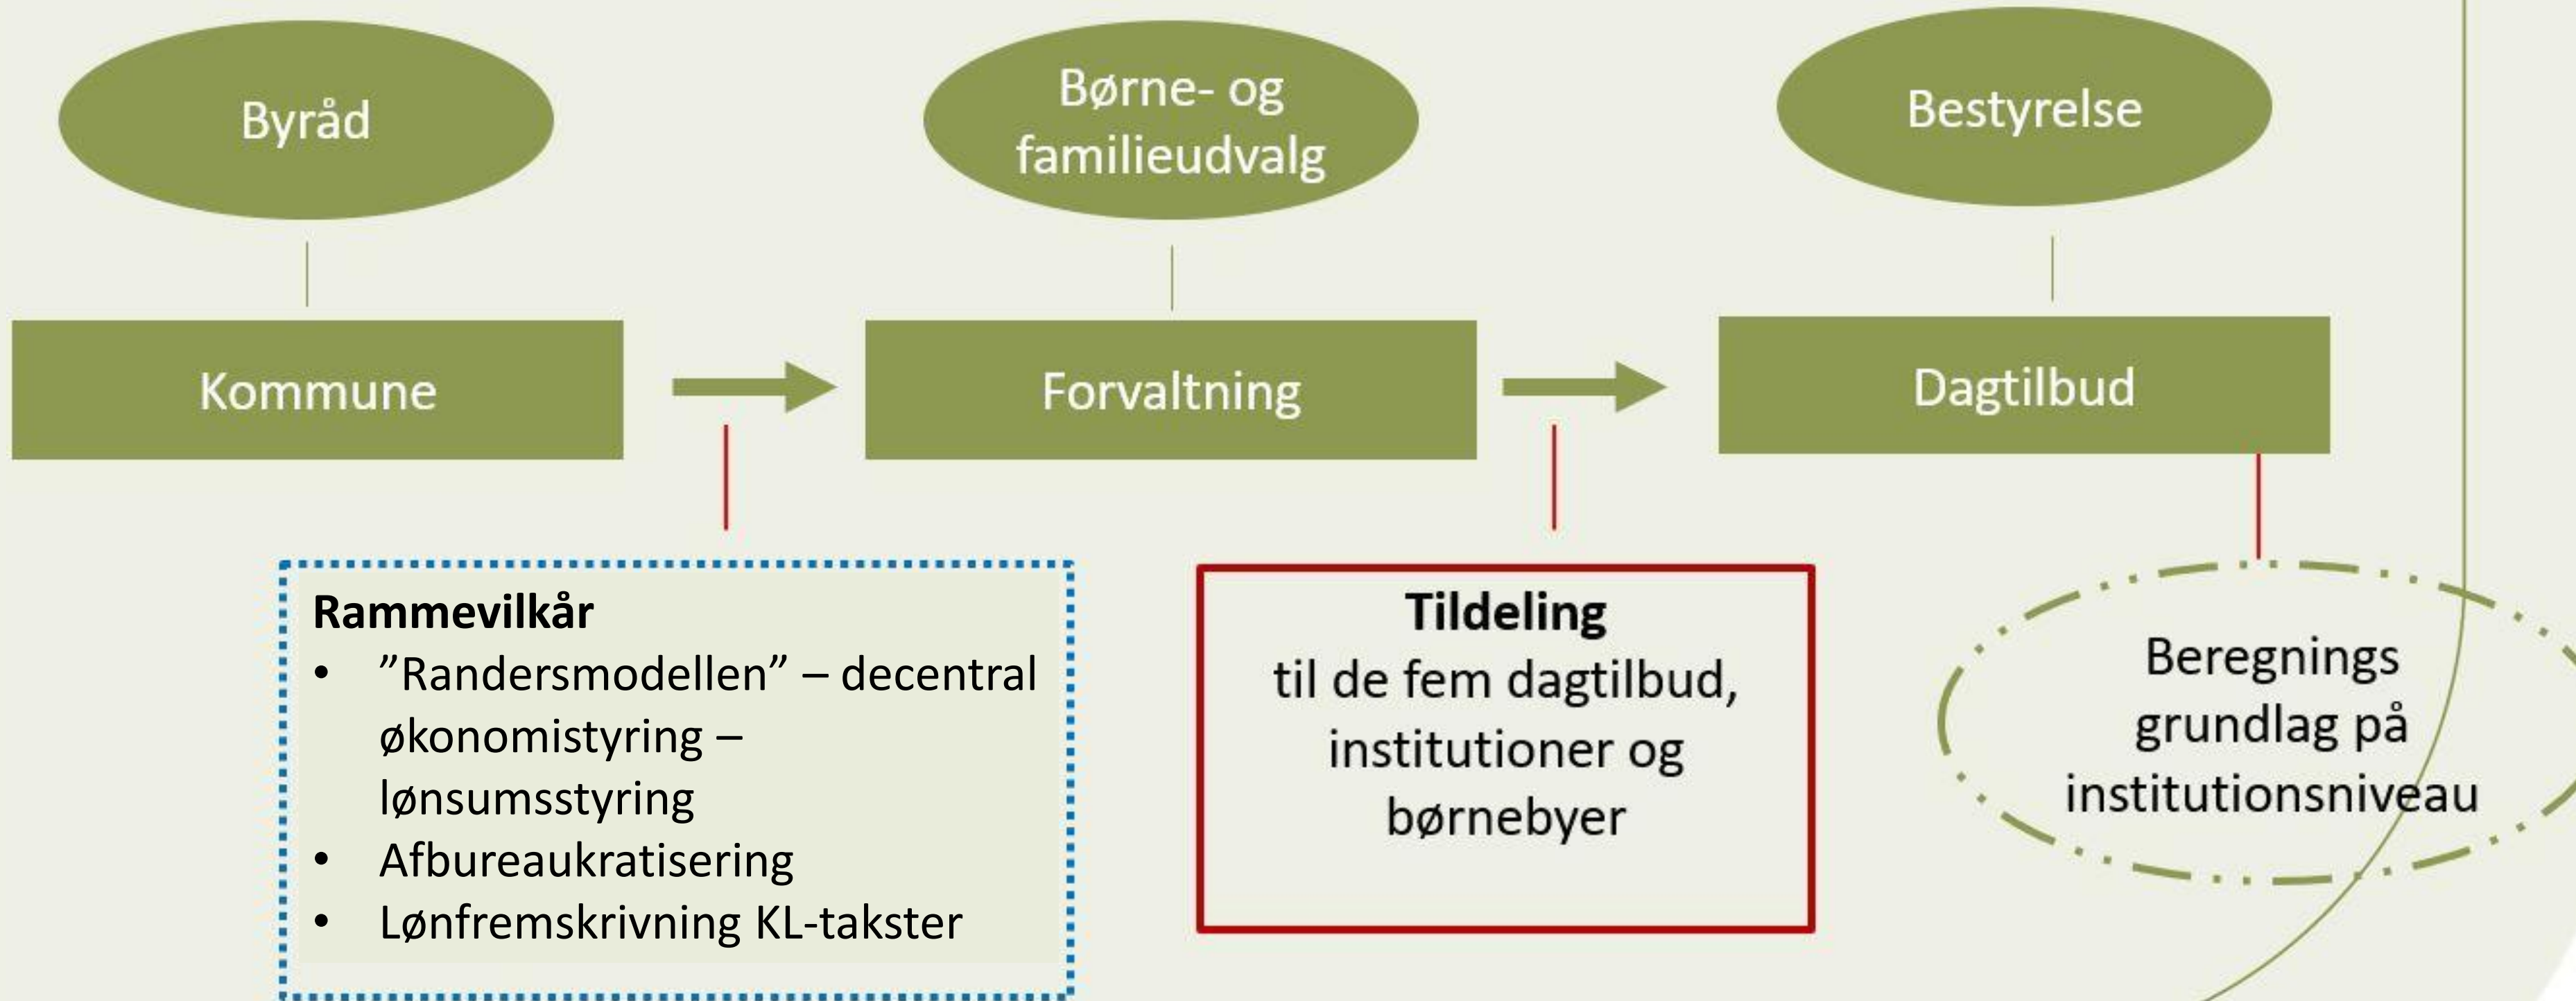 Byråd
Børne- og
familieudvalg
Bestyrelse
Kommune
Forvaltning
Dagtilbud
Rammevilkår
• ”Randersmodellen” – decentral
økonomistyring –
lønsumsstyring
• Afbureaukratisering
• Lønfremskrivning KL-takster
Tildeling
til de fem dagtilbud,
institutioner og
børnebyer
Beregnings
grundlag på
institutionsniveau